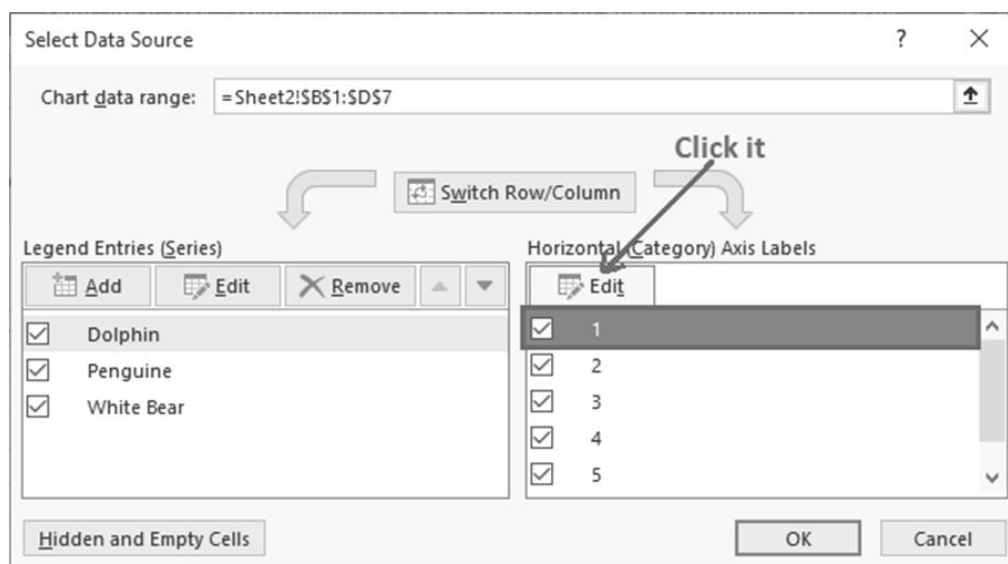 Select Data Source ?
Chart data range: =Sheet2!$B$1:$D$7
Click it
Switch Row/Column
Legend Entries (Series)
Add Edit Remove
Dolphin
Penguine
White Bear
Horizontal (Category) Axis Labels
Edit
1
2
3
4
5
Hidden and Empty Cells
OK Cancel